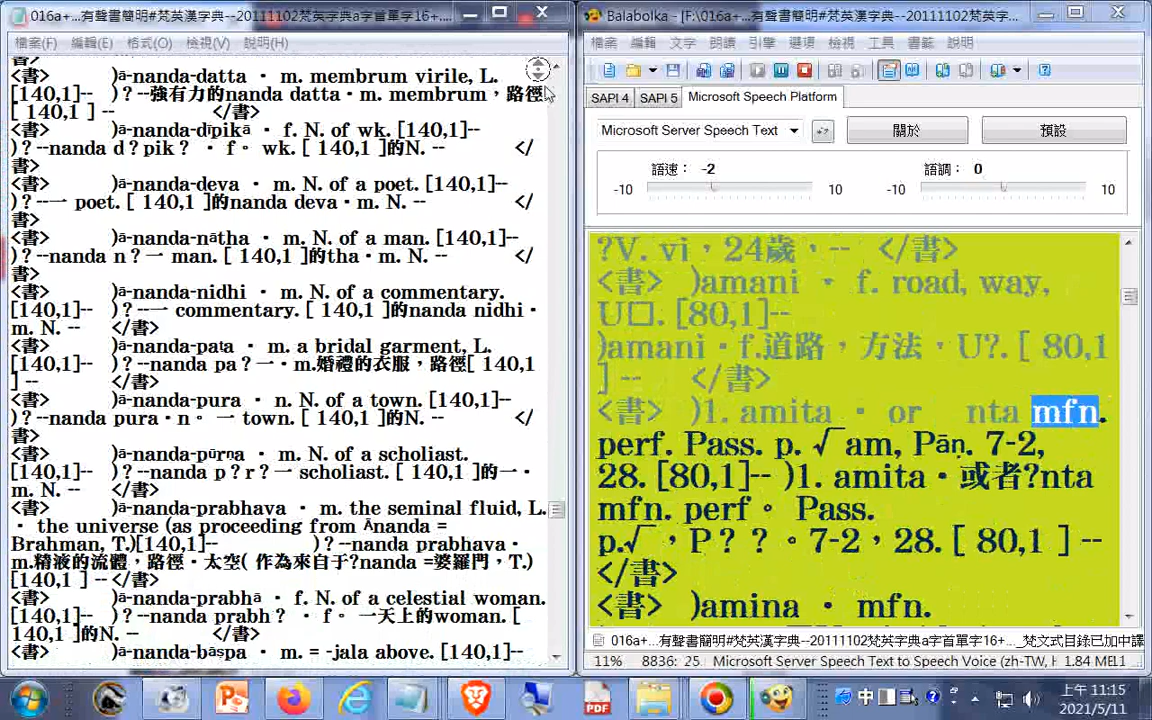 016a+...有聲書簡明#梵英漢字典--20111102梵英字典a字首單字16+...
檔案(F) 編輯(E) 格式(O) 檢視(V) 說明(H)
書>
<書> )ā-nanda-datta · m. membrum virile, L.
[140,1]-- )?--強有力的nanda datta·m. membrum，路徑
[ 140,1 ] -- </書>
<書> )ā-nanda-dīpikā · f. N. of wk. [140,1]--
)?--nanda d?pik? · f。 wk. [ 140,1 ]的N. -- </
書>
<書> )ā-nanda-deva · m. N. of a poet. [140,1]--
)?--一 poet. [ 140,1 ]的nanda deva·m. N. -- </
書>
<書> )ā-nanda-nātha · m. N. of a man. [140,1]--
)?--nanda n?一 man. [ 140,1 ]的tha·m. N. -- </
書>
<書> )ā-nanda-nidhi · m. N. of a commentary.
[140,1]-- )?--一 commentary. [ 140,1 ]的nanda nidhi·
m. N. -- </書>
<書> )ā-nanda-paṭa · m. a bridal garment, L.
[140,1]-- )?--nanda pa?一·m.婚禮的衣服，路徑[ 140,1
] -- </書>
<書> )ā-nanda-pura · n. N. of a town. [140,1]--
)?--nanda pura·n。 一 town. [ 140,1 ]的N. -- </
書>
<書> )ā-nanda-pūrṇa · m. N. of a scholiast.
[140,1]-- )?--nanda p?r?一 scholiast. [ 140,1 ]的一·
m. N. -- </書>
<書> )ā-nanda-prabhava · m. the seminal fluid, L.
· the universe (as proceeding from Ānanda =
Brahman, T.)[140,1]-- )?--nanda prabhava·
m.精液的流體，路徑·太空( 作為來自于?nanda =婆羅門，T.)
[140,1 ] -- </書>
<書> )ā-nanda-prabhā · f. N. of a celestial woman.
[140,1]-- )?--nanda prabh? · f。 一天上的woman. [
140,1 ]的N. -- </書>
<書> )ā-nanda-bāṣpa · m. = -jala above. [140,1]--
Balabolka - [F:\016a+...有聲書簡明#梵英漢字典--20111102梵英字...
檔案 編輯 文字 朗讀 引擎 選項 檢視 工具 書籤 說明
SAPI 4 SAPI 5 Microsoft Speech Platform
Microsoft Server Speech Text 關於 預設
語速： -2 語調： 0
-10 10 -10 10
?V. vi，24歲，-- </書>
<書> )amani · f. road, way,
U□. [80,1]--
)amani·f.道路，方法，U?. [ 80,1
] -- </書>
<書> )1. amita · or nta mfn.
perf. Pass. p. √am, Pāṇ. 7-2,
28. [80,1]-- )1. amita·或者?nta
mfn. perf。 Pass.
p.√，P??。7-2，28. [ 80,1 ] --
</書>
<書> )amina · mfn.
016a+...有聲書簡明#梵英漢字典--20111102梵英字典a字首單字16+..._梵文式目錄已加中譯
11% 8836: 25 Microsoft Server Speech Text to Speech Voice (zh-TW, 1.84 MB
中
上午 11:15
2021/5/11